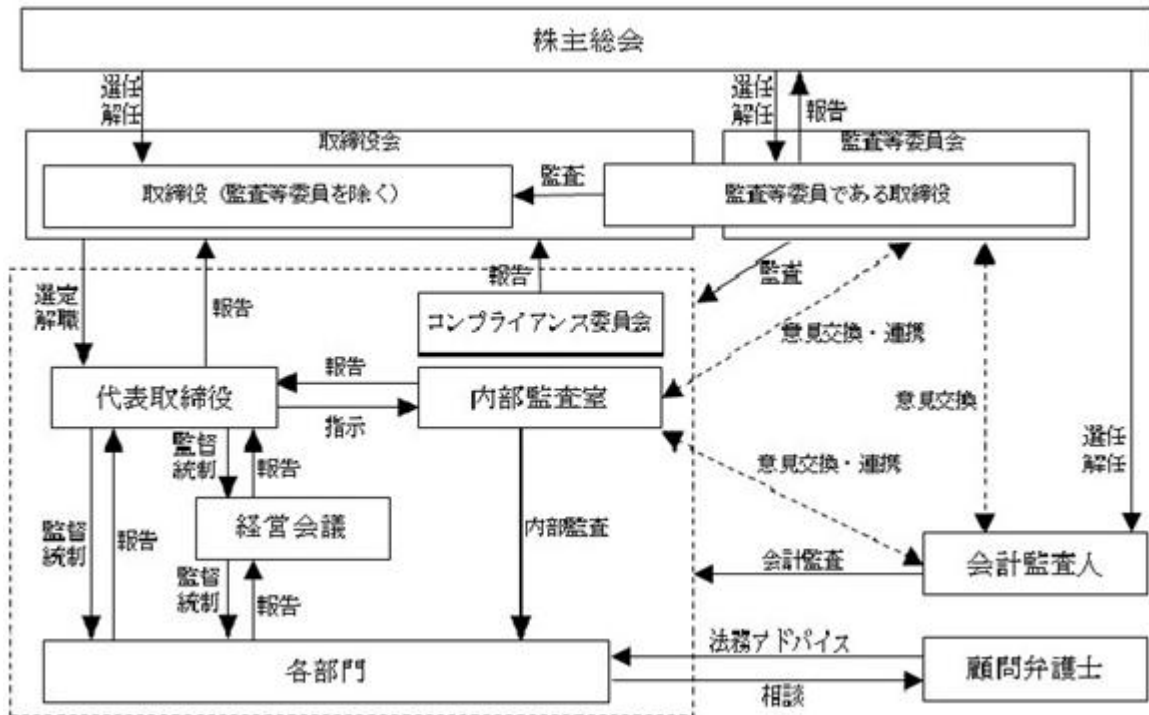 株主総会
選任
解任
選任
解任
報告
取締役会
監査等委員会
取締役（監査等委員を除く）
監査
監査等委員である取締役
選定
解職
報告
報告
監査
コンプライアンス委員会
意見交換・連携
代表取締役
報告
指示
内部監査室
意見交換
選任
解任
監督
統制
報告
意見交換・連携
経営会議
監督
統制
報告
内部監査
会計監査
会計監査人
監督
統制
報告
各部門
法務アドバイス
相談
顧問弁護士